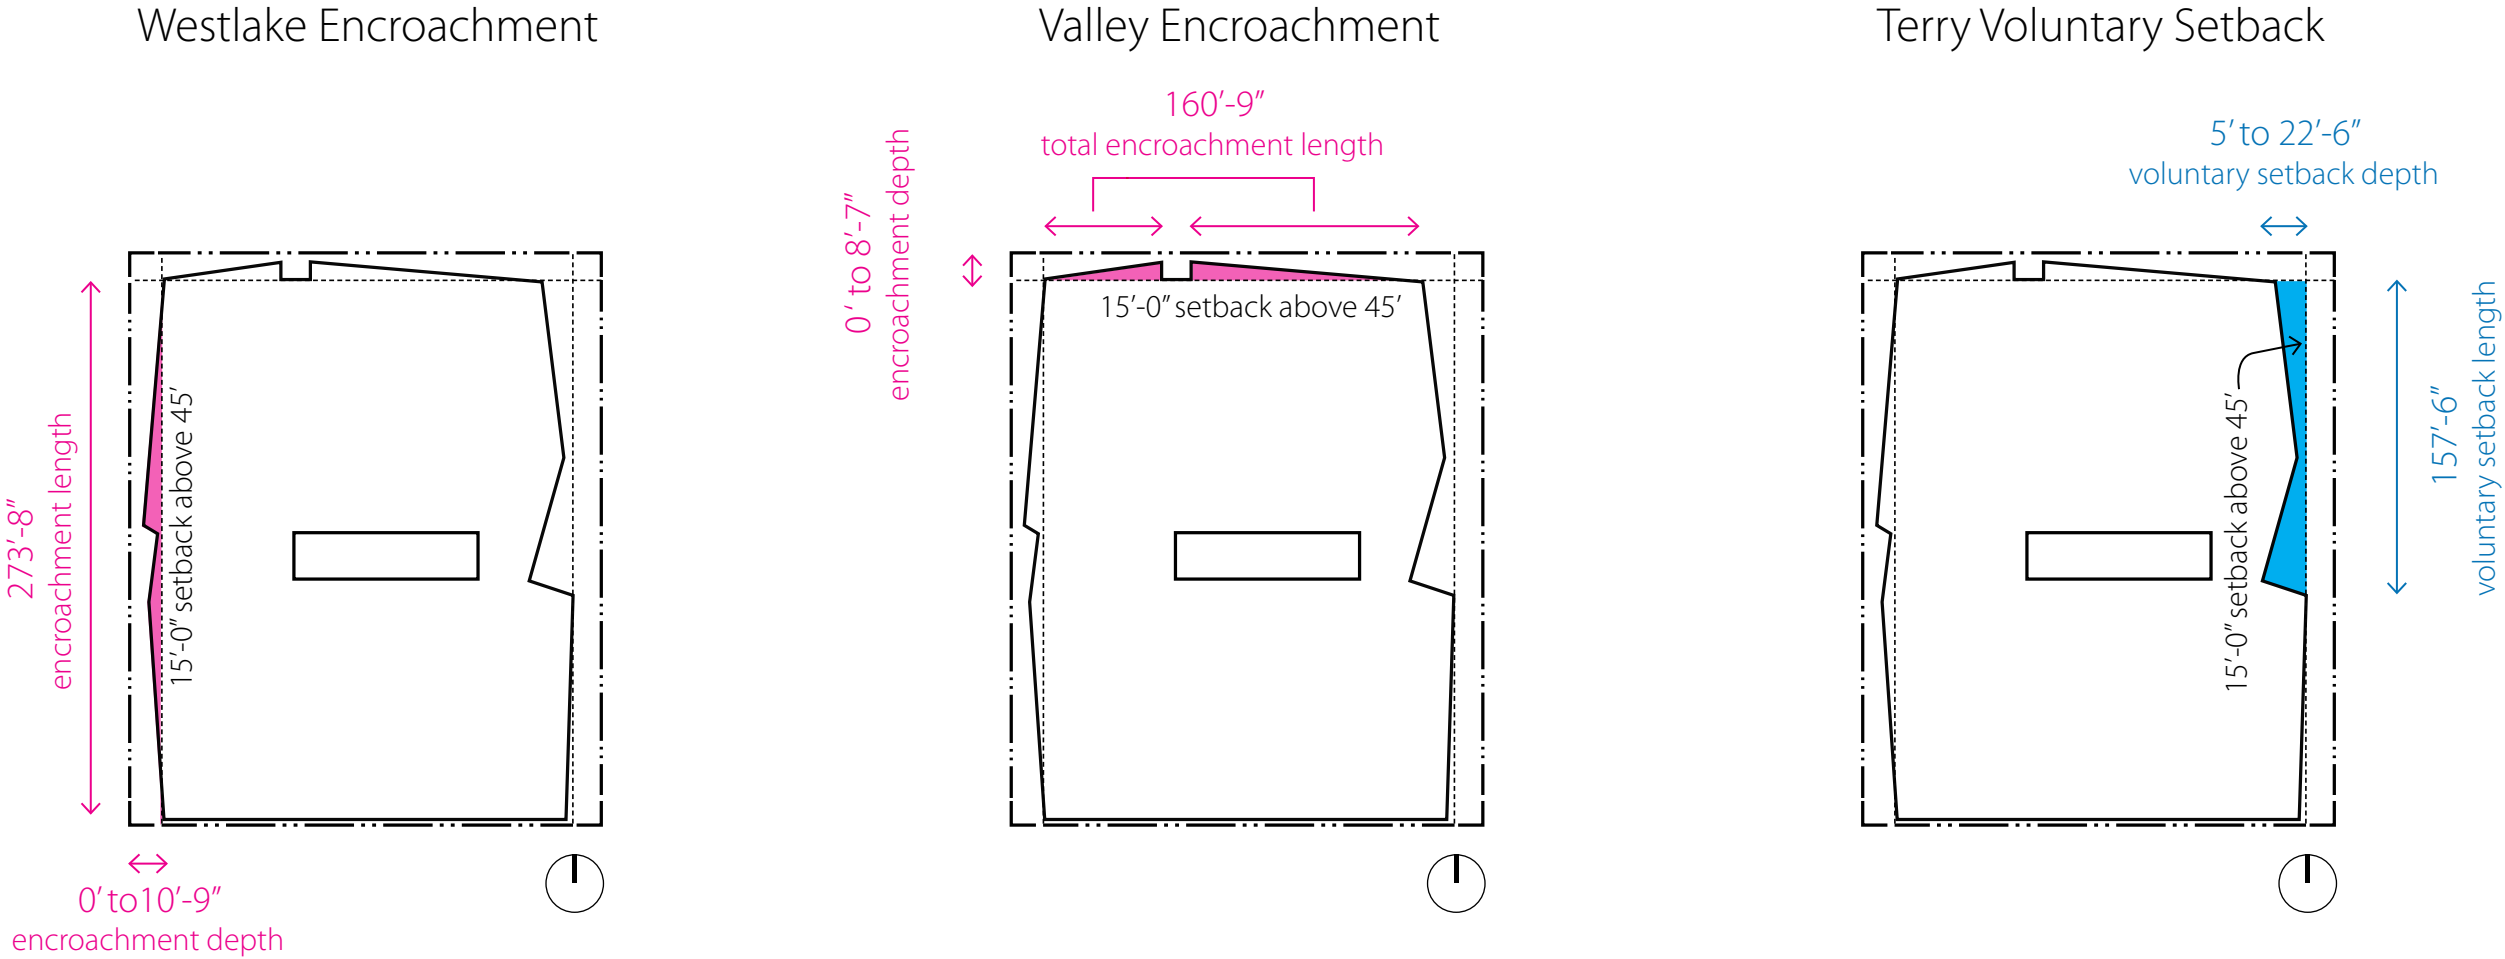 Westlake Encroachment
273’-8”
encroachment length
15’-0” setback above 45’
0’ to10’-9”
encroachment depth
Valley Encroachment
160’-9”
total encroachment length
0 ’ to 8’-7”
encroachment depth
15’-0” setback above 45’
Terry Voluntary Setback
5’ to 22’-6”
voluntary setback depth
15’-0” setback above 45’
157’-6”
voluntary setback length